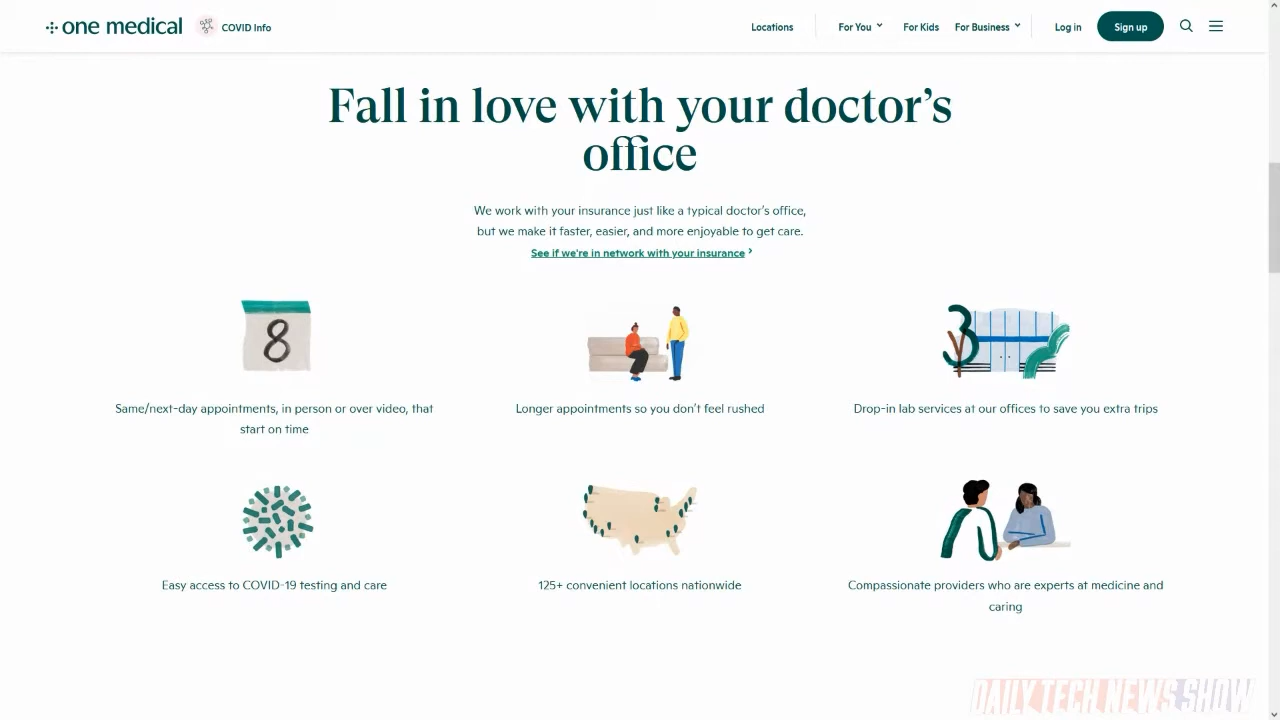 one medical
COVID Info
Locations
For You
For Kids
For Business
Log in
Sign up
Fall in love with your doctor's
office
We work with your insurance just like a typical doctor's office,
but we make it faster, easier, and more enjoyable to get care.
See if we're in network with your insurance
8
Same/next-day appointments, in person or over video, that
start on time
Longer appointments so you don't feel rushed
Drop-in lab services at our offices to save you extra trips
Easy access to COVID-19 testing and care
125+ convenient locations nationwide
Compassionate providers who are experts at medicine and
caring
DAILY TECH NEWS SHOW